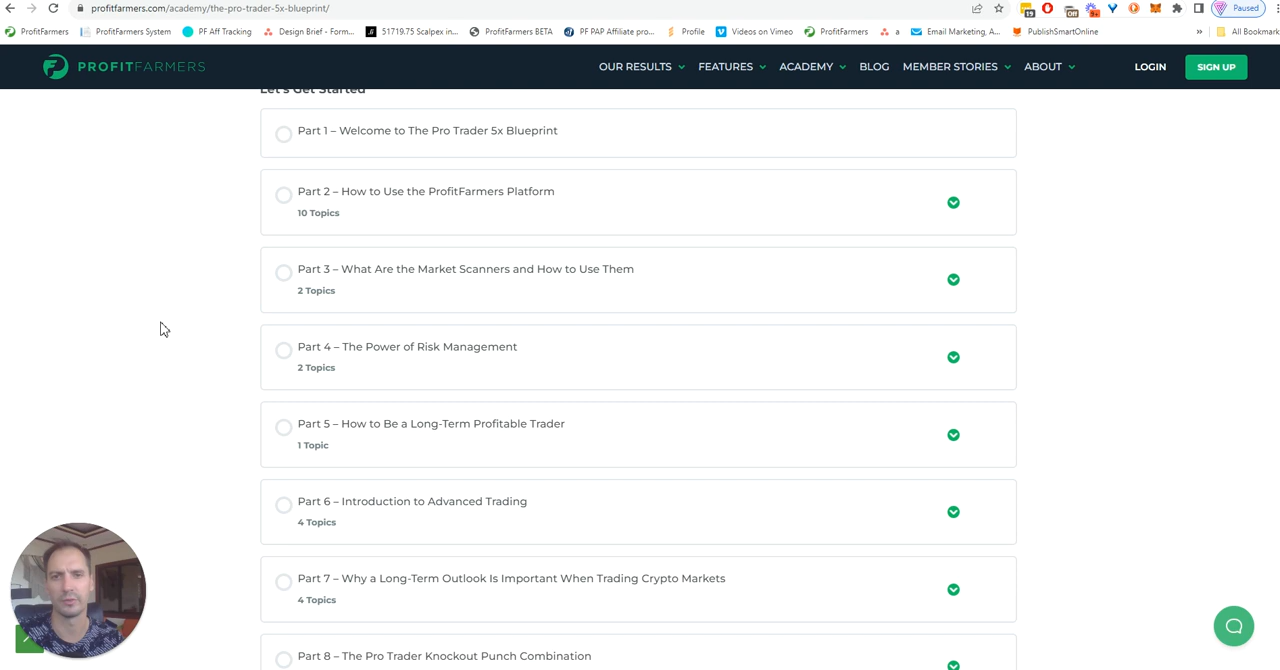 profitfarmers.com/academy/the-pro-trader-5x-blueprint/
19
Off
9+
Paused
ProfitFarmers
ProfitFarmers System
PF Aff Tracking
Design Brief - Form...
51719.75 Scalpex in...
ProfitFarmers BETA
PF PAP Affiliate pro...
Profile
Videos on Vimeo
ProfitFarmers
a
Email Marketing, A...
PublishSmartOnline
»
All Bookmark
PROFITFARMERS
OUR RESULTS
FEATURES
ACADEMY
BLOG
MEMBER STORIES
ABOUT
LOGIN
SIGN UP
Let's Get Started
Part 1 – Welcome to The Pro Trader 5x Blueprint
Part 2 – How to Use the ProfitFarmers Platform
10 Topics
Part 3 – What Are the Market Scanners and How to Use Them
2 Topics
Part 4 – The Power of Risk Management
2 Topics
Part 5 – How to Be a Long-Term Profitable Trader
1 Topic
Part 6 – Introduction to Advanced Trading
4 Topics
Part 7 – Why a Long-Term Outlook Is Important When Trading Crypto Markets
4 Topics
Part 8 – The Pro Trader Knockout Punch Combination